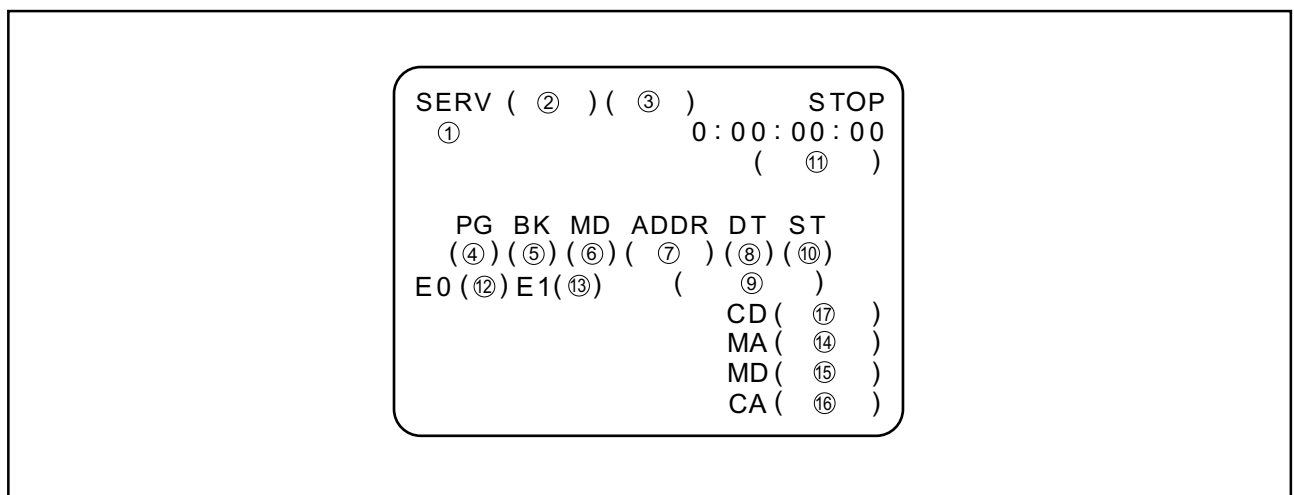 SERV ( ② ) ( ③ ) STOP
① 0:00:00:00
( ⑪ )
PG BK MD ADDR DT ST
(④) (⑤) (⑥) ( ⑦ ) (⑧) (⑩)
E0 (⑫) E1(⑬) ( ⑨ )
CD ( ⑰ )
MA ( ⑭ )
MD ( ⑮ )
CA ( ⑯ )